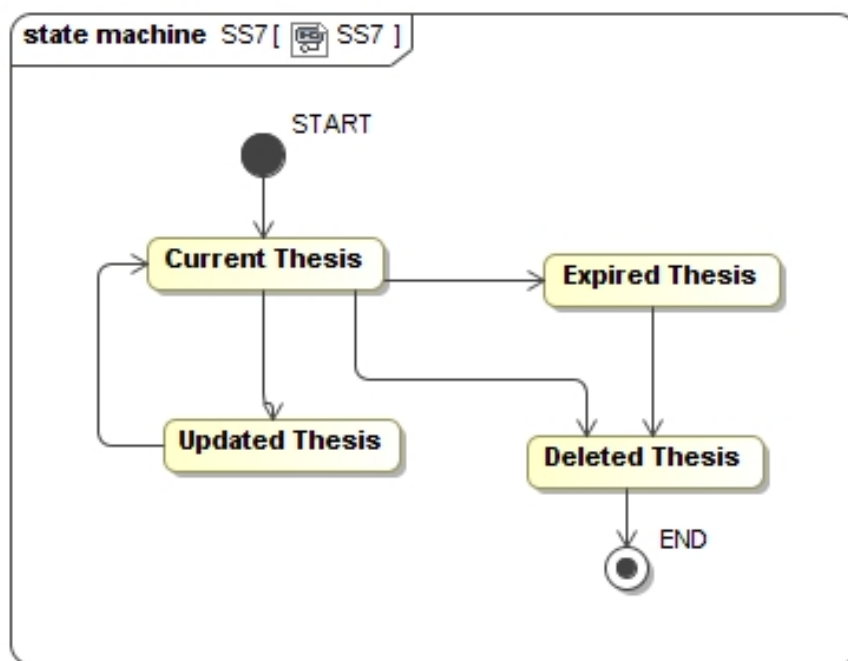 state machine SS7 [ SS7 ]
START
Current Thesis
Expired Thesis
Updated Thesis
Deleted Thesis
END